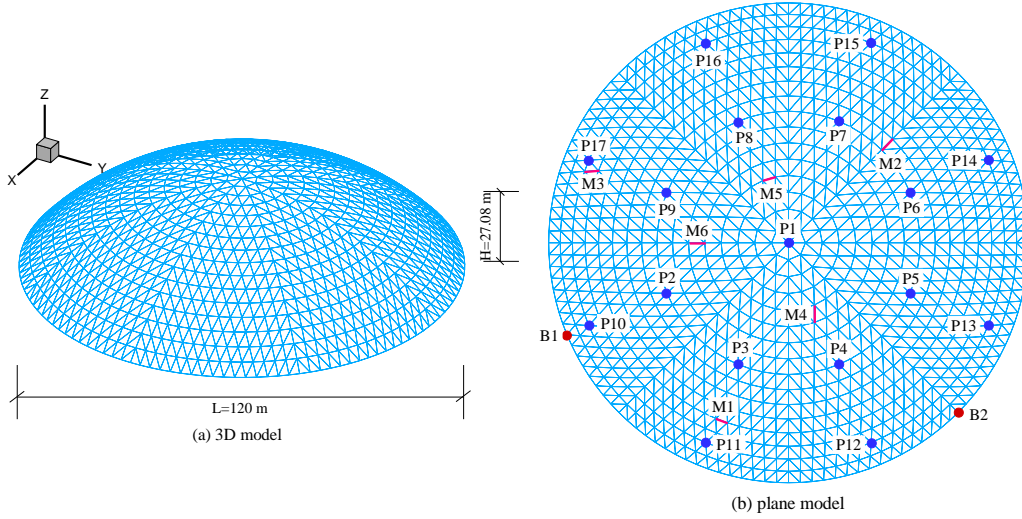 Z
Y
X
H=27.08 m
L=120 m
(a) 3D model
P15
P16
P7
P8
M2
P14
P17
M3
M5
P9
P6
M6
P1
P2
P5
M4
P10
P13
B1
P3
P4
M1
B2
P11
P12
(b) plane model